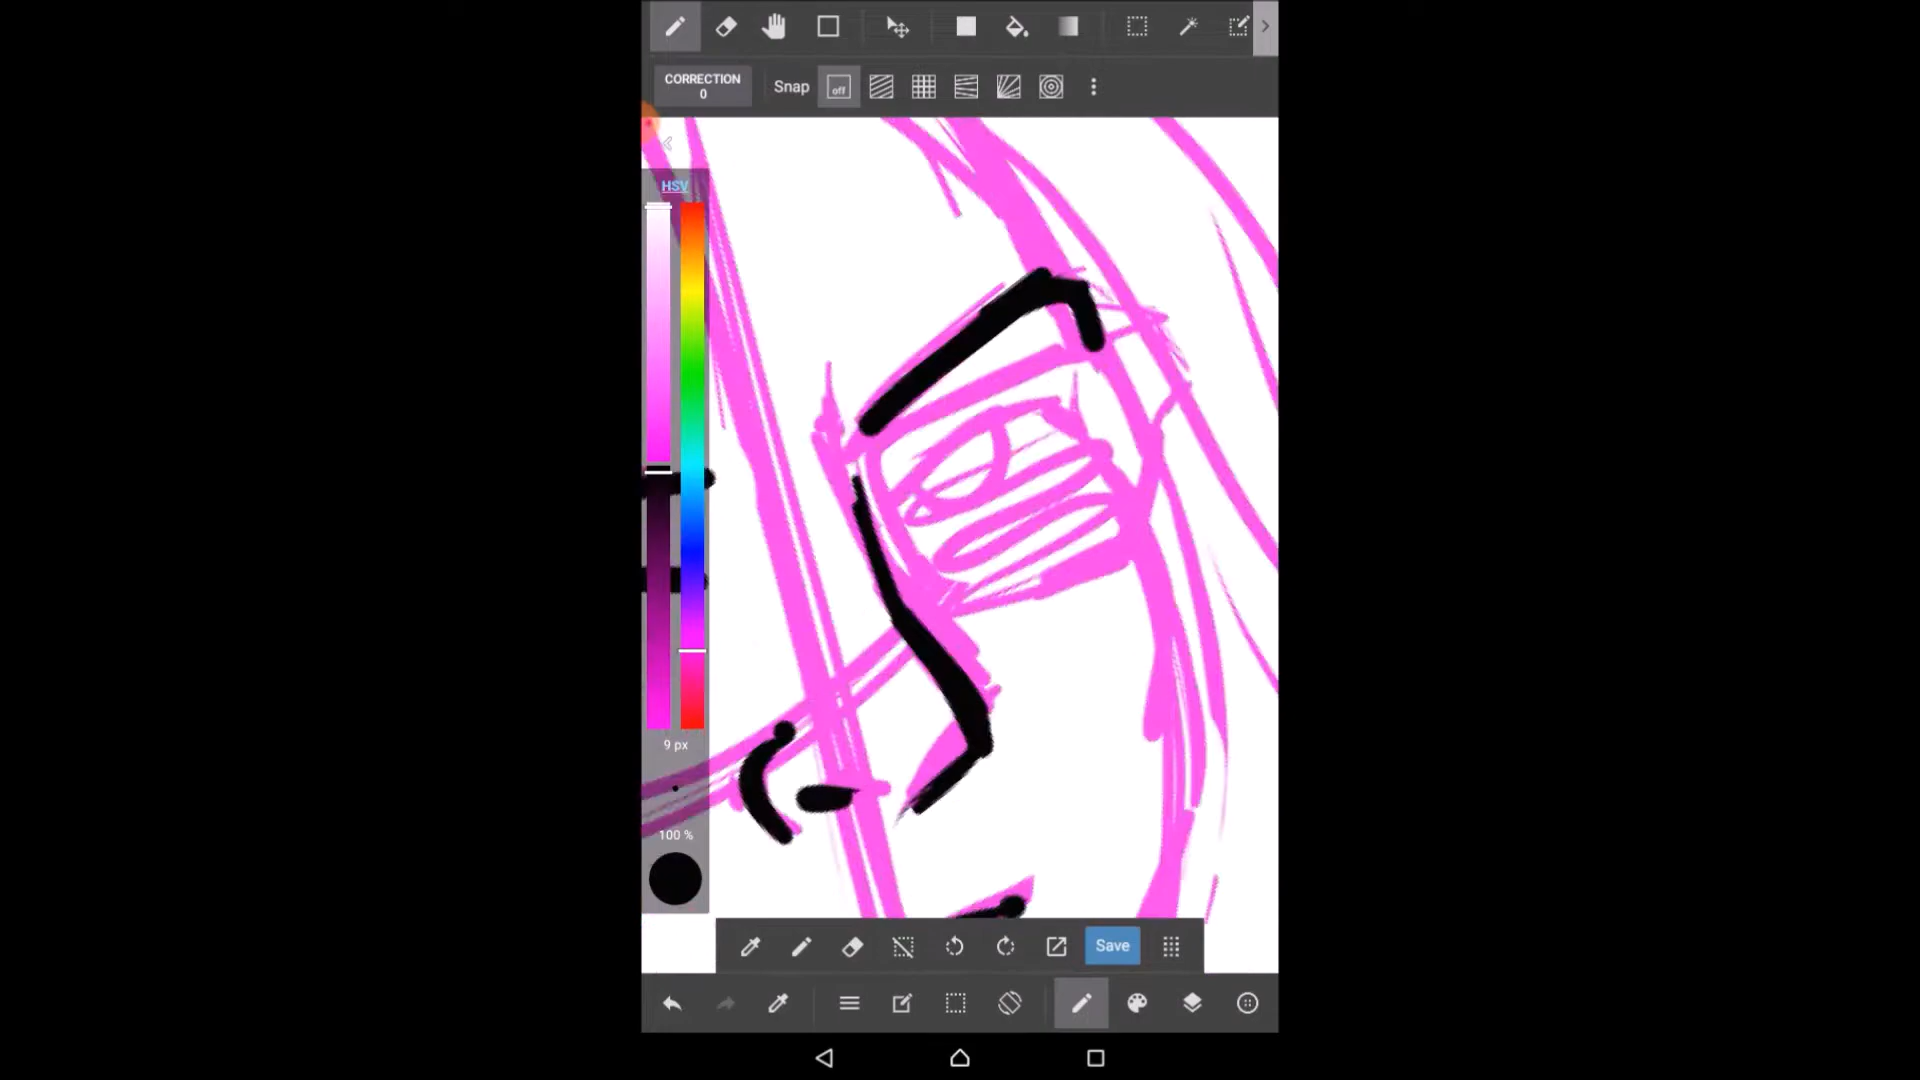 CORRECTION
0
Snap
off
HSV
9 px
100 %
Save